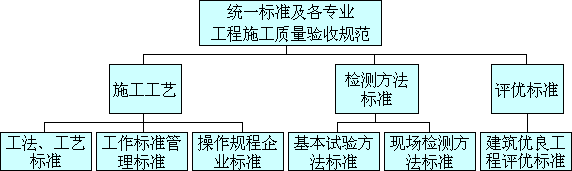 统一标准及各专业
工程施工质量验收规范
施工工艺
检测方法
标准
评优标准
工法、工艺
标准
工作标准管
理标准
操作规程企
业标准
基本试验方
法标准
现场检测方
法标准
建筑优良工
程评优标准